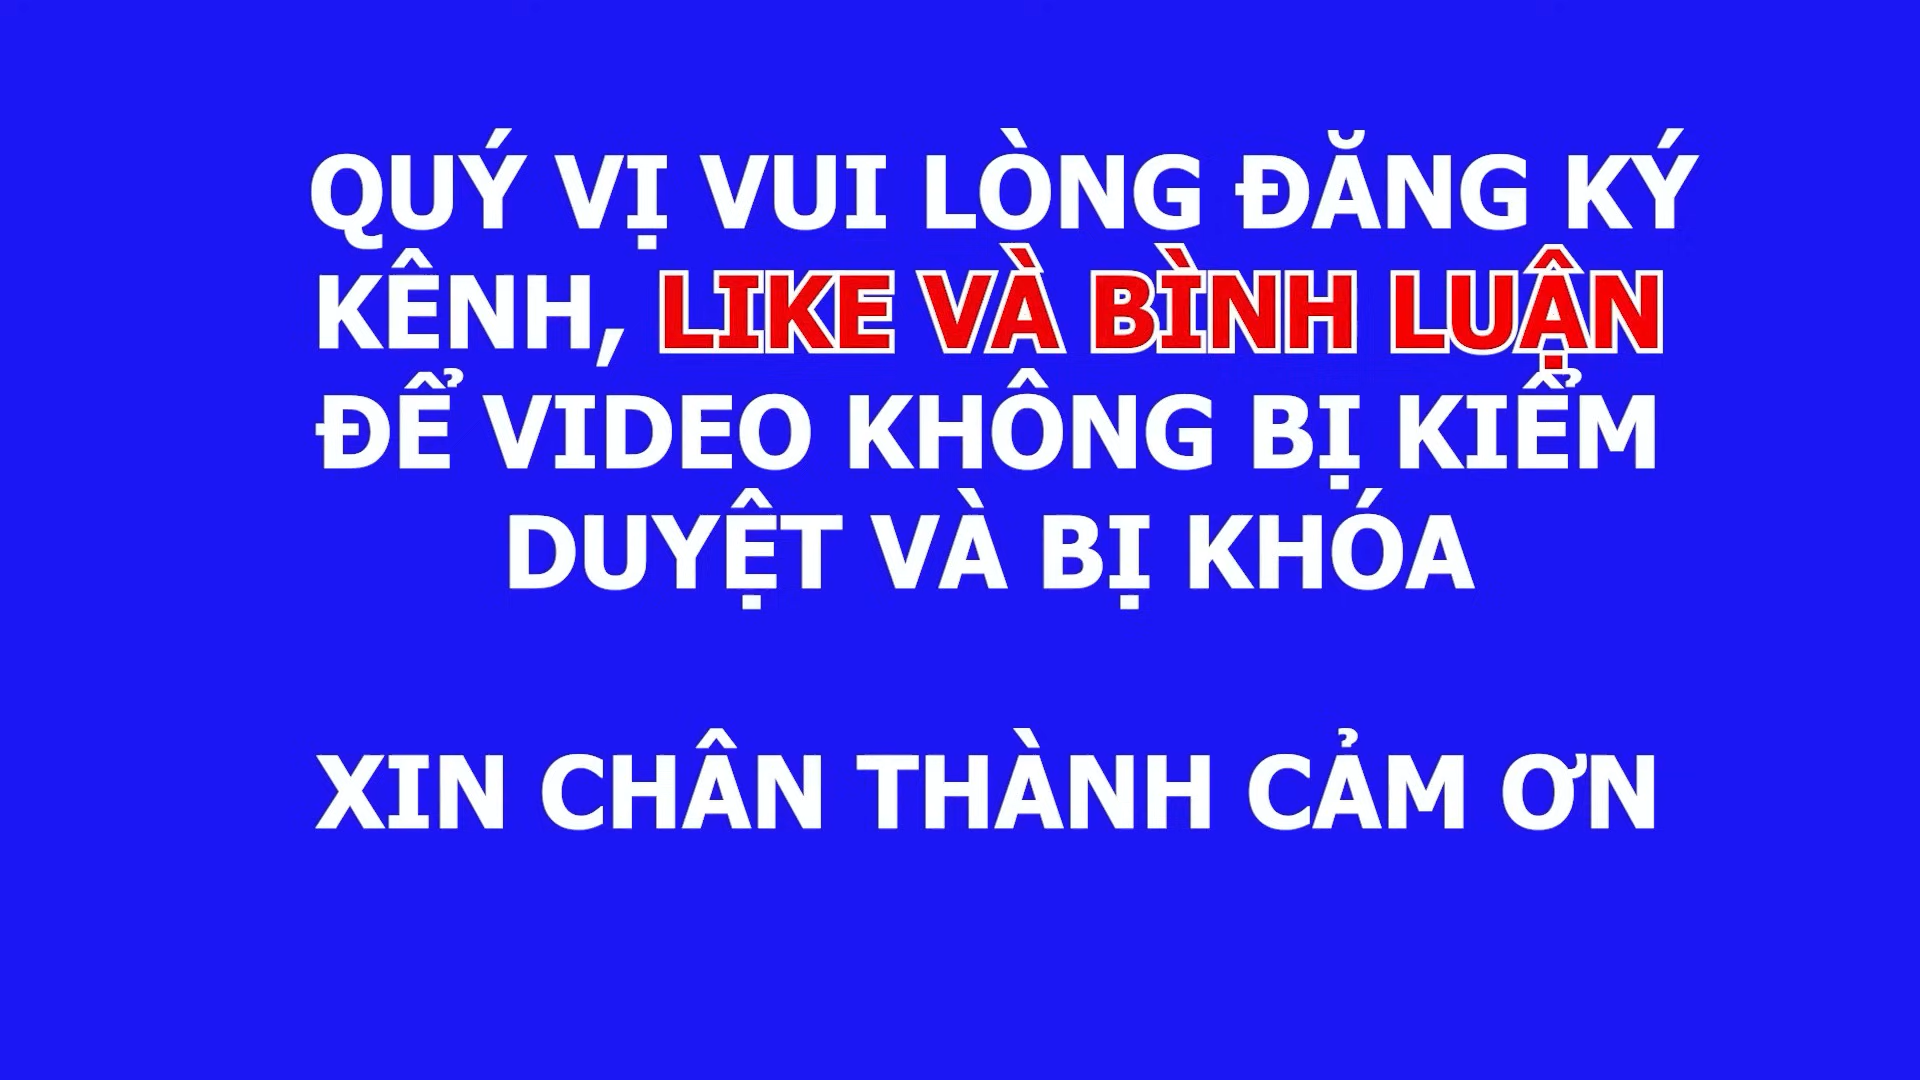 QUÝ VỊ VUI LÒNG ĐĂNG KÝ
KÊNH, LIKE VÀ BÌNH LUẬN
ĐỂ VIDEO KHÔNG BỊ KIỂM
DUYỆT VÀ BỊ KHÓA
XIN CHÂN THÀNH CẢM ƠN